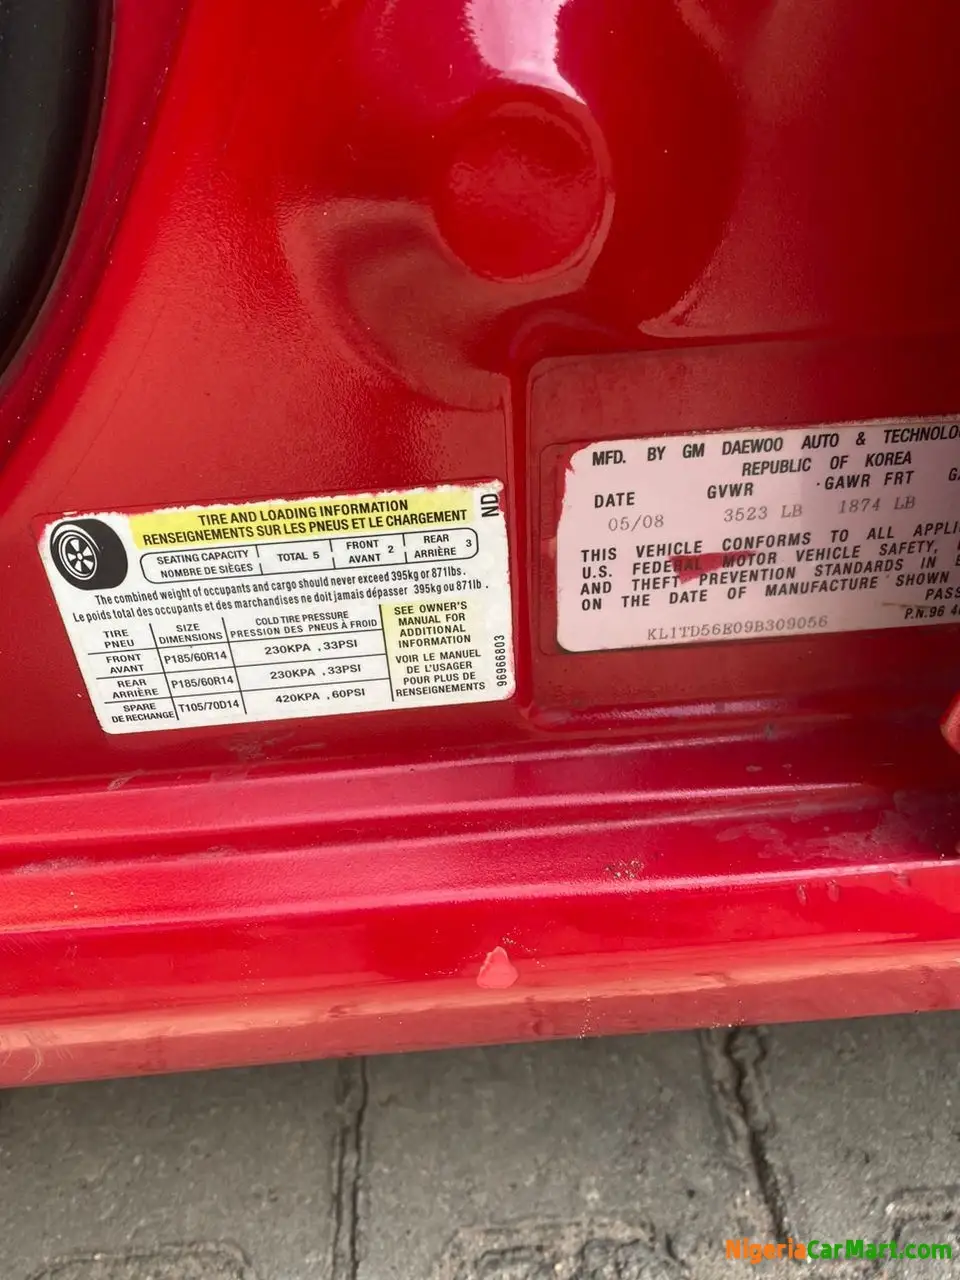 TIRE AND LOADING INFORMATION
RENSEIGNEMENTS SUR LES PNEUS ET LE CHARGEMENT
ND
SEATING CAPACITY
NOMBRE DE SIÈGES
TOTAL 5
FRONT
AVANT 2
REAR
ARRIÈRE 3
The combined weight of occupants and cargo should never exceed 395kg or 871lbs.
Le poids total des occupants et des marchandises ne doit jamais dépasser 395kg ou 871lb.
TIRE
PNEU
SIZE
DIMENSIONS
COLD TIRE PRESSURE
PRESSION DES PNEUS À FROID
FRONT
AVANT
P185/60R14
230KPA , 33PSI
REAR
ARRIÈRE
P185/60R14
230KPA , 33PSI
SPARE
DE RECHANGE
T105/70D14
420KPA , 60PSI
SEE OWNER'S
MANUAL FOR
ADDITIONAL
INFORMATION
VOIR LE MANUEL
DE L'USAGER
POUR PLUS DE
RENSEIGNEMENTS
96966803
MFD. BY GM DAEWOO AUTO & TECHNOLO
REPUBLIC OF KOREA
DATE GVWR GAWR FRT
05/08 3523 LB 1874 LB
THIS VEHICLE CONFORMS TO ALL APPLI
U.S. FEDERAL MOTOR VEHICLE SAFETY,
AND THEFT PREVENTION STANDARDS IN
ON THE DATE OF MANUFACTURE SHOWN
PASS
P.N.96
KL1TD56E09B309056
NigeriaCarMart.com